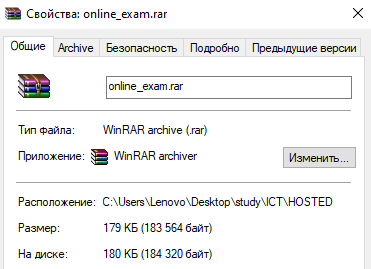 Свойства: online_exam.rar
Общие Archive Безопасность Подробно Предыдущие версии
online_exam.rar
Тип файла: WinRAR archive (.rar)
Приложение: WinRAR archiver Изменить...
Расположение: C:\Users\Lenovo\Desktop\study\ICT\HOSTED
Размер: 179 КБ (183 564 байт)
На диске: 180 КБ (184 320 байт)